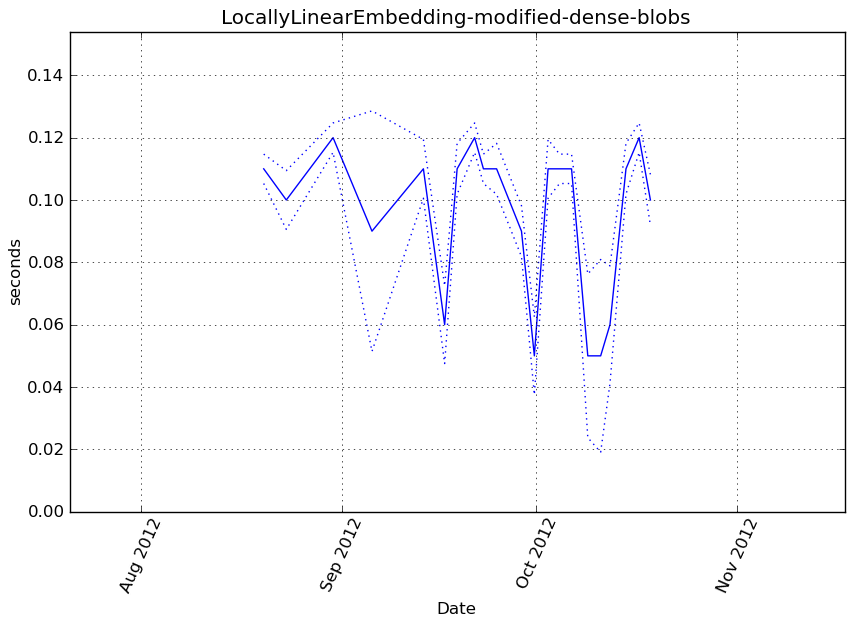 LocallyLinearEmbedding-modified-dense-blobs
0.14
0.12
0.10
0.08
0.06
0.04
0.02
0.00
seconds
Aug 2012
Sep 2012
Oct 2012
Nov 2012
Date